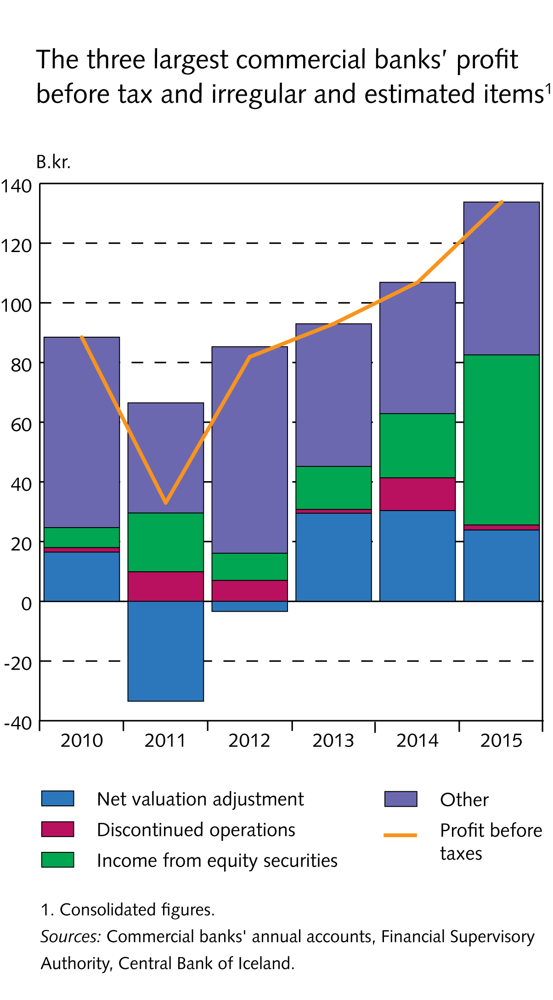 The three largest commercial banks’ profit
before tax and irregular and estimated items¹
B.kr.
140
120
100
80
60
40
20
0
-20
-40
2010 2011 2012 2013 2014 2015
Net valuation adjustment
Discontinued operations
Income from equity securities
Other
Profit before
taxes
1. Consolidated figures.
Sources: Commercial banks' annual accounts, Financial Supervisory
Authority, Central Bank of Iceland.